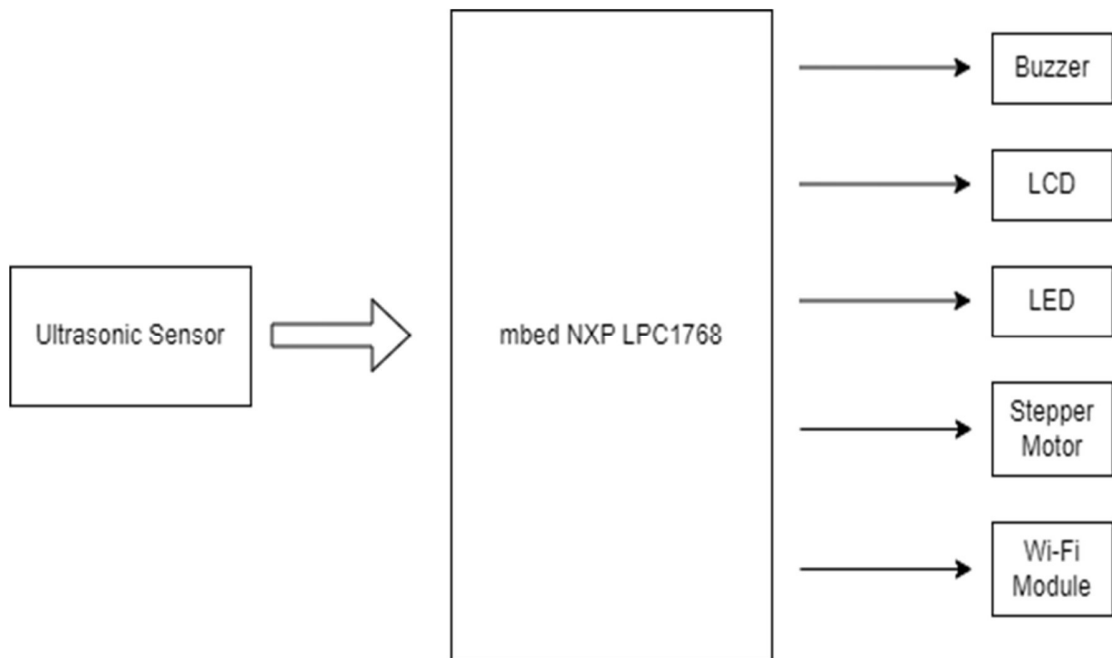 Buzzer
LCD
LED
Ultrasonic Sensor
mbed NXP LPC1768
Stepper
Motor
Wi-Fi
Module